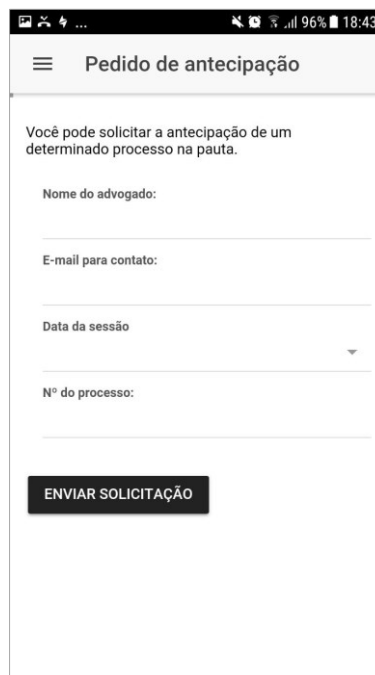 ... 96% 18:43
Pedido de antecipação
Você pode solicitar a antecipação de um
determinado processo na pauta.
Nome do advogado:
E-mail para contato:
Data da sessão
Nº do processo:
ENVIAR SOLICITAÇÃO